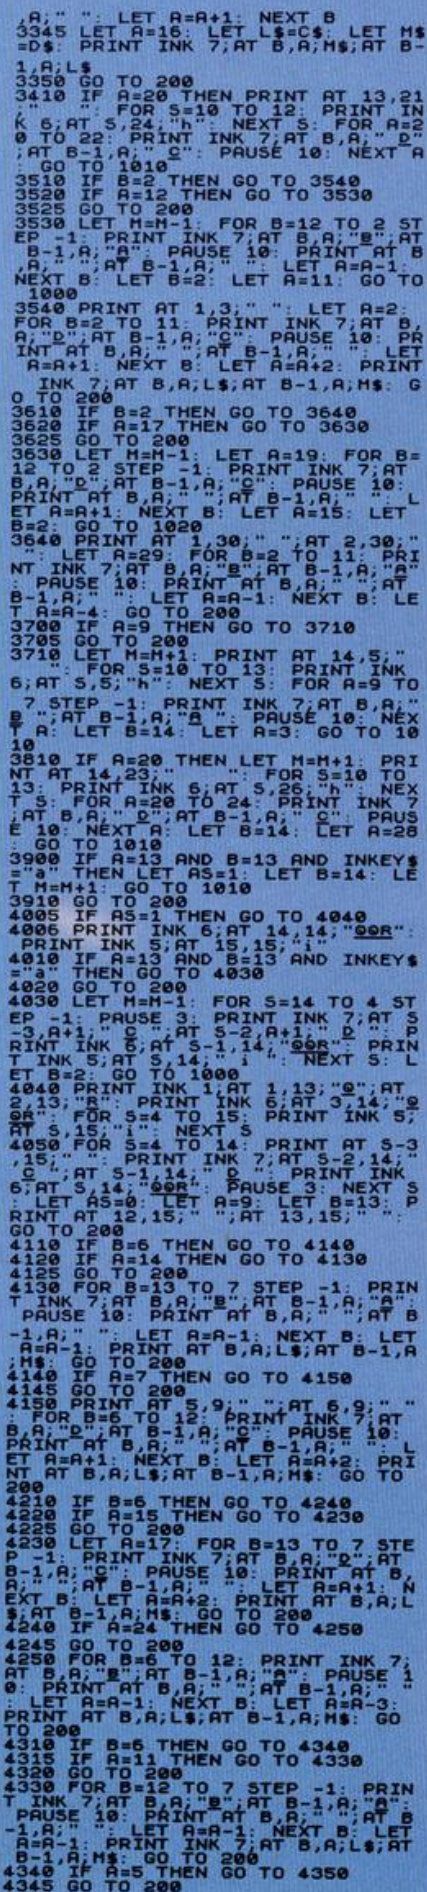 ,A;" ": LET A=A+1: NEXT B
3345 LET A=16: LET L$=C$: LET M$
=D$: PRINT INK 7;AT B,A;M$;AT B-
1,A;L$
3350 GO TO 200
3410 IF A=20 THEN PRINT AT 13,21
;" ": FOR S=10 TO 12: PRINT IN
K 6;AT S,24;"h": NEXT S: FOR A=2
0 TO 22: PRINT INK 7;AT B,A;" D"
;AT B-1,A;" C": PAUSE 10: NEXT A
: GO TO 1010
3510 IF B=2 THEN GO TO 3540
3520 IF A=12 THEN GO TO 3530
3525 GO TO 200
3530 LET M=M-1: FOR B=12 TO 2 ST
EP -1: PRINT INK 7;AT B,A;"B";AT
B-1,A;"A": PAUSE 10: PRINT AT B
,A;" ";AT B-1,A;" ": LET A=A-1:
NEXT B: LET B=2: LET A=11: GO TO
1000
3540 PRINT AT 1,3;" ": LET A=2:
FOR B=2 TO 11: PRINT INK 7;AT B,
A;"D";AT B-1,A;"C": PAUSE 10: PR
INT AT B,A;" ";AT B-1,A;" ": LET
A=A+1: NEXT B: LET A=A+2: PRINT
INK 7;AT B,A;L$;AT B-1,A;M$: G
O TO 200
3610 IF B=2 THEN GO TO 3640
3620 IF A=17 THEN GO TO 3630
3625 GO TO 200
3630 LET M=M-1: LET A=19: FOR B=
12 TO 2 STEP -1: PRINT INK 7;AT
B,A;"D";AT B-1,A;"C": PAUSE 10:
PRINT AT B,A;" ";AT B-1,A;" ": L
ET A=A+1: NEXT B: LET A=15: LET
B=2: GO TO 1020
3640 PRINT AT 1,30;" ";AT 2,30;"
": LET A=29: FOR B=2 TO 11: PRI
NT INK 7;AT B,A;"B";AT B-1,A;"A"
: PAUSE 10: PRINT AT B,A;" ";AT
B-1,A;" ": LET A=A-1: NEXT B: LE
T A=A-4: GO TO 200
3700 IF A=9 THEN GO TO 3710
3705 GO TO 200
3710 LET M=M+1: PRINT AT 14,5;"
": FOR S=10 TO 13: PRINT INK
6;AT S,5;"h": NEXT S: FOR A=9 TO
7 STEP -1: PRINT INK 7;AT B,A;"
B ";AT B-1,A;"A ": PAUSE 10: NEX
T A: LET B=14: LET A=3: GO TO 10
10
3810 IF A=20 THEN LET M=M+1: PRI
NT AT 14,23;" ": FOR S=10 TO
13: PRINT INK 6;AT S,26;"h": NEX
T S: FOR A=20 TO 24: PRINT INK 7
;AT B,A;" D";AT B-1,A;" C": PAUS
E 10: NEXT A: LET B=14: LET A=28
: GO TO 1010
3900 IF A=13 AND B=13 AND INKEY$
="a" THEN LET AS=1: LET B=14: LE
T M=M+1: GO TO 1010
3910 GO TO 200
4005 IF AS=1 THEN GO TO 4040
4006 PRINT INK 6;AT 14,14;"QQR":
PRINT INK 5;AT 15,15;"i"
4010 IF A=13 AND B=13 AND INKEY$
="a" THEN GO TO 4030
4020 GO TO 200
4030 LET M=M-1: FOR S=14 TO 4 ST
EP -1: PAUSE 3: PRINT INK 7;AT S
-3,A+1;" C ";AT S-2,A+1;" D ": P
RINT INK 6;AT S-1,14;"QQR": PRIN
T INK 5;AT S,14;" i ": NEXT S: L
ET B=2: GO TO 1000
4040 PRINT INK 1;AT 1,13;"Q";AT
2,13;"R": PRINT INK 6;AT 3,14;"Q
QR": FOR S=4 TO 15: PRINT INK 5;
AT S,15;"i": NEXT S
4050 FOR S=4 TO 14: PRINT AT S-3
,15;" ": PRINT INK 7;AT S-2,14;"
C ";AT S-1,14;" D ": PRINT INK
6;AT S,14;"QQR": PAUSE 3: NEXT S
: LET AS=0: LET A=9: LET B=13: P
RINT AT 12,15;" ";AT 13,15;" ":
GO TO 200
4110 IF B=6 THEN GO TO 4140
4120 IF A=14 THEN GO TO 4130
4125 GO TO 200
4130 FOR B=13 TO 7 STEP -1: PRIN
T INK 7;AT B,A;"B";AT B-1,A;"A":
PAUSE 10: PRINT AT B,A;" ";AT B
-1,A;" ": LET A=A-1: NEXT B: LET
A=A-1: PRINT AT B,A;L$;AT B-1,A
;M$: GO TO 200
4140 IF A=7 THEN GO TO 4150
4145 GO TO 200
4150 PRINT AT 5,9;" ";AT 6,9;" "
: FOR B=6 TO 12: PRINT INK 7;AT
B,A;"D";AT B-1,A;"C": PAUSE 10:
PRINT AT B,A;" ";AT B-1,A;" ": L
ET A=A+1: NEXT B: LET A=A+2: PRI
NT AT B,A;L$;AT B-1,A;M$: GO TO
200
4210 IF B=6 THEN GO TO 4240
4220 IF A=15 THEN GO TO 4230
4225 GO TO 200
4230 LET A=17: FOR B=13 TO 7 STE
P -1: PRINT INK 7;AT B,A;"D";AT
B-1,A;"C": PAUSE 10: PRINT AT B,
A;" ";AT B-1,A;" ": LET A=A+1: N
EXT B: LET A=A+2: PRINT AT B,A;L
$;AT B-1,A;M$: GO TO 200
4240 IF A=24 THEN GO TO 4250
4245 GO TO 200
4250 FOR B=6 TO 12: PRINT INK 7;
AT B,A;"B";AT B-1,A;"A": PAUSE 1
0: PRINT AT B,A;" ";AT B-1,A;" "
: LET A=A-1: NEXT B: LET A=A-3:
PRINT AT B,A;L$;AT B-1,A;M$: GO
TO 200
4310 IF B=6 THEN GO TO 4340
4315 IF A=11 THEN GO TO 4330
4320 GO TO 200
4330 FOR B=12 TO 7 STEP -1: PRIN
T INK 7;AT B,A;"B";AT B-1,A;"A":
PAUSE 10: PRINT AT B,A;" ";AT B
-1,A;" ": LET A=A-1: NEXT B: LET
A=A-1: PRINT INK 7;AT B,A;L$;AT
B-1,A;M$: GO TO 200
4340 IF A=5 THEN GO TO 4350
4345 GO TO 200